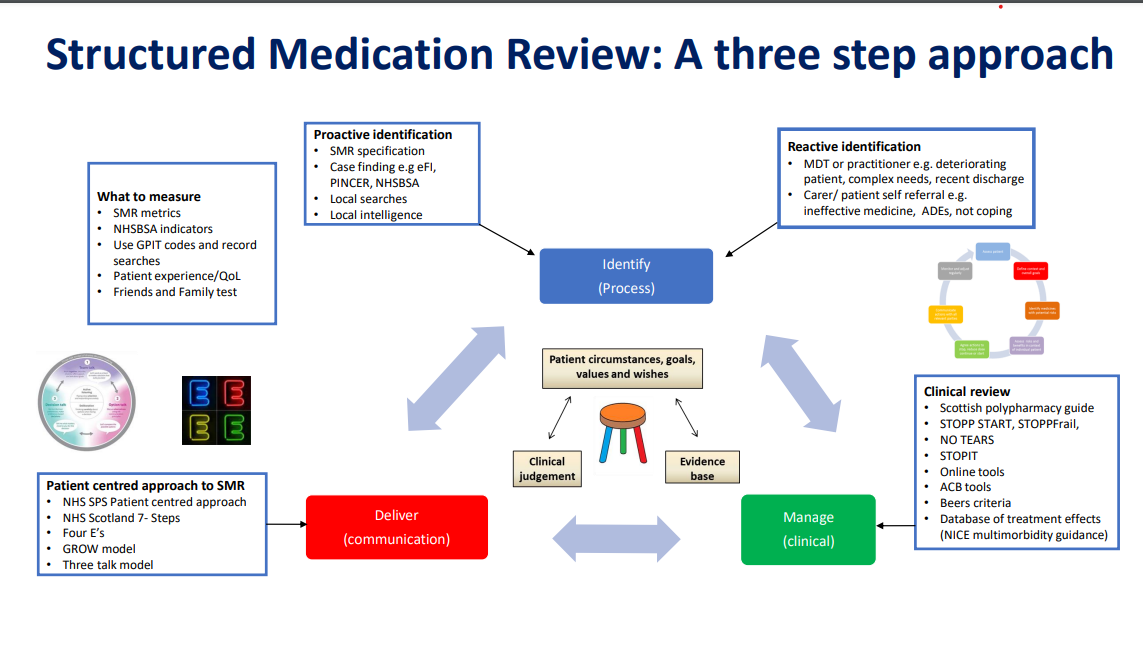 Structured Medication Review: A three step approach
Proactive identification
• SMR specification
• Case finding e.g eFI,
PINCER, NHSBSA
• Local searches
• Local intelligence
Reactive identification
• MDT or practitioner e.g. deteriorating
patient, complex needs, recent discharge
• Carer/ patient self referral e.g.
ineffective medicine,  ADEs, not coping
What to measure
• SMR metrics
• NHSBSA indicators
• Use GPIT codes and record
searches
• Patient experience/QoL
• Friends and Family test
Identify
(Process)
Patient circumstances, goals,
values and wishes
Clinical
judgement
Evidence
base
E E
E E
Clinical review
• Scottish polypharmacy guide
• STOPP START, STOPPFrail,
• NO TEARS
• STOPIT
• Online tools
• ACB tools
• Beers criteria
• Database of treatment effects
(NICE multimorbidity guidance)
Patient centred approach to SMR
• NHS SPS Patient centred approach
• NHS Scotland 7- Steps
• Four E's
• GROW model
• Three talk model
Deliver
(communication)
Manage
(clinical)